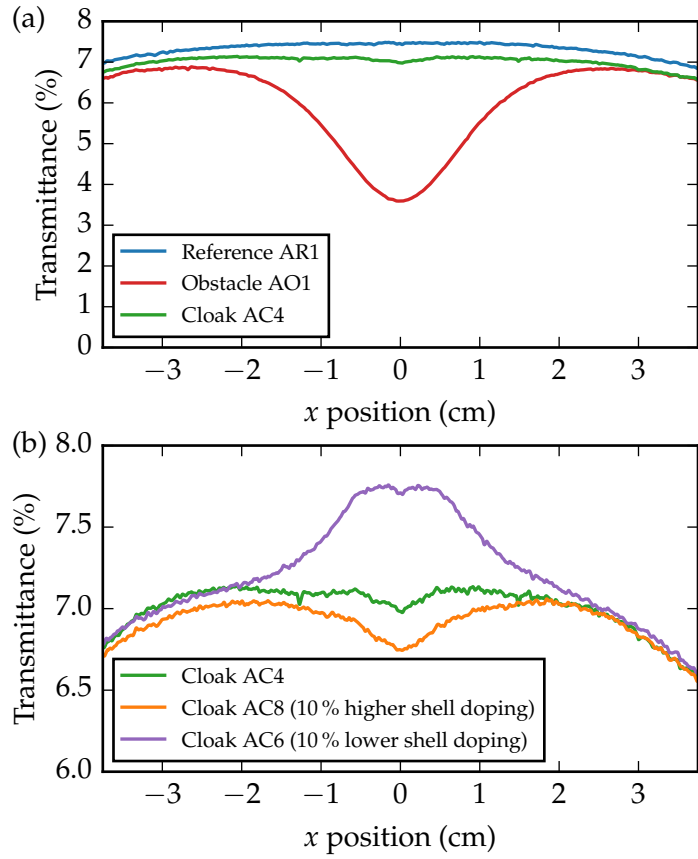 (a)
8
7
6
5
4
3
2
1
0
Transmittance (%)
Reference AR1
Obstacle AO1
Cloak AC4
−3 −2 −1 0 1 2 3
x position (cm)
(b)
8.0
7.5
7.0
6.5
6.0
Transmittance (%)
Cloak AC4
Cloak AC8 (10 % higher shell doping)
Cloak AC6 (10 % lower shell doping)
−3 −2 −1 0 1 2 3
x position (cm)